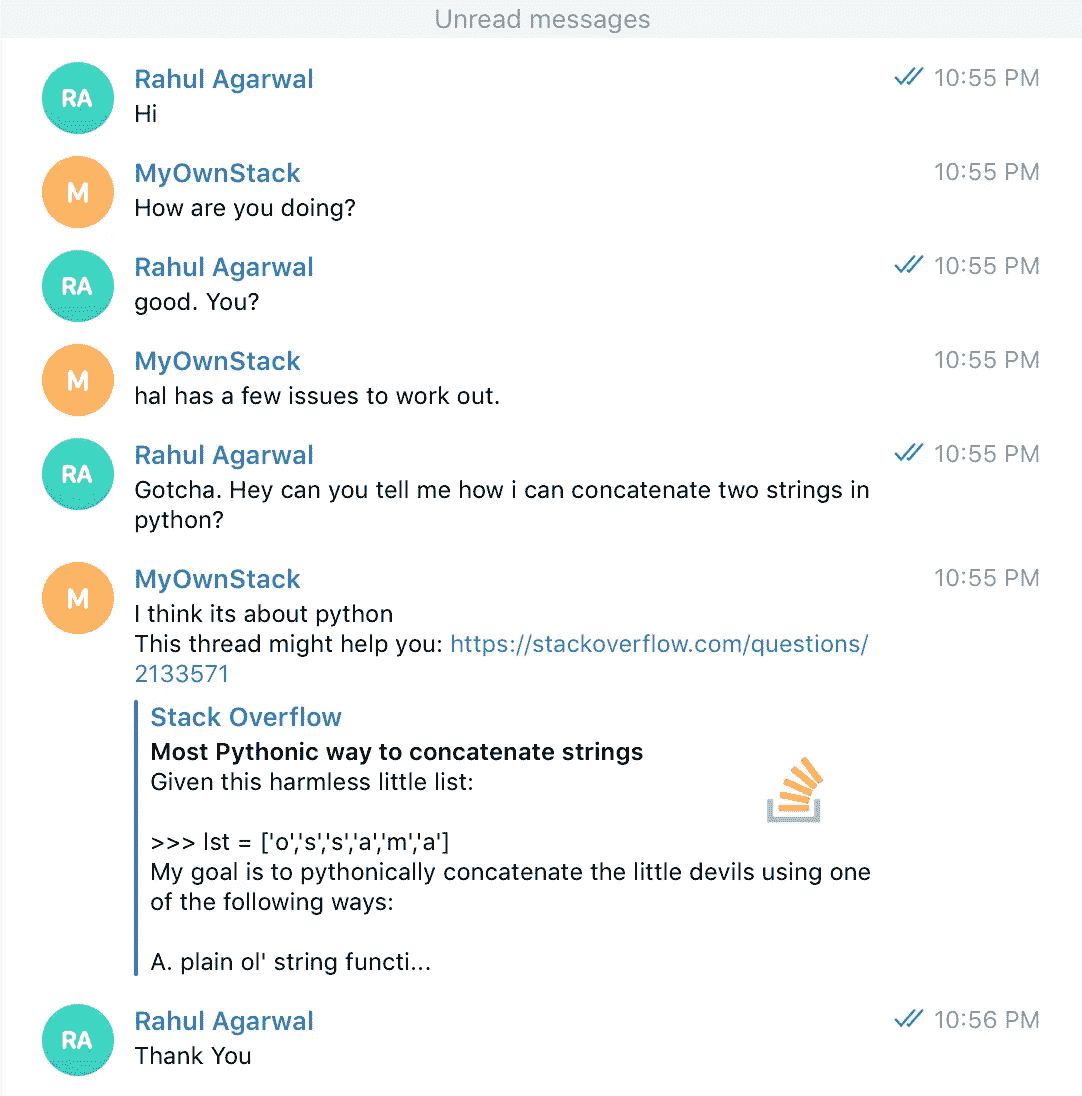 Unread messages
RA
Rahul Agarwal
10:55 PM
Hi
M
MyOwnStack
10:55 PM
How are you doing?
RA
Rahul Agarwal
10:55 PM
good. You?
M
MyOwnStack
10:55 PM
hal has a few issues to work out.
RA
Rahul Agarwal
10:55 PM
Gotcha. Hey can you tell me how i can concatenate two strings in
python?
M
MyOwnStack
10:55 PM
I think its about python
This thread might help you: https://stackoverflow.com/questions/
2133571
Stack Overflow
Most Pythonic way to concatenate strings
Given this harmless little list:
>>> lst = ['o','s','s','a','m','a']
My goal is to pythonically concatenate the little devils using one
of the following ways:
A. plain ol' string functi...
RA
Rahul Agarwal
10:56 PM
Thank You